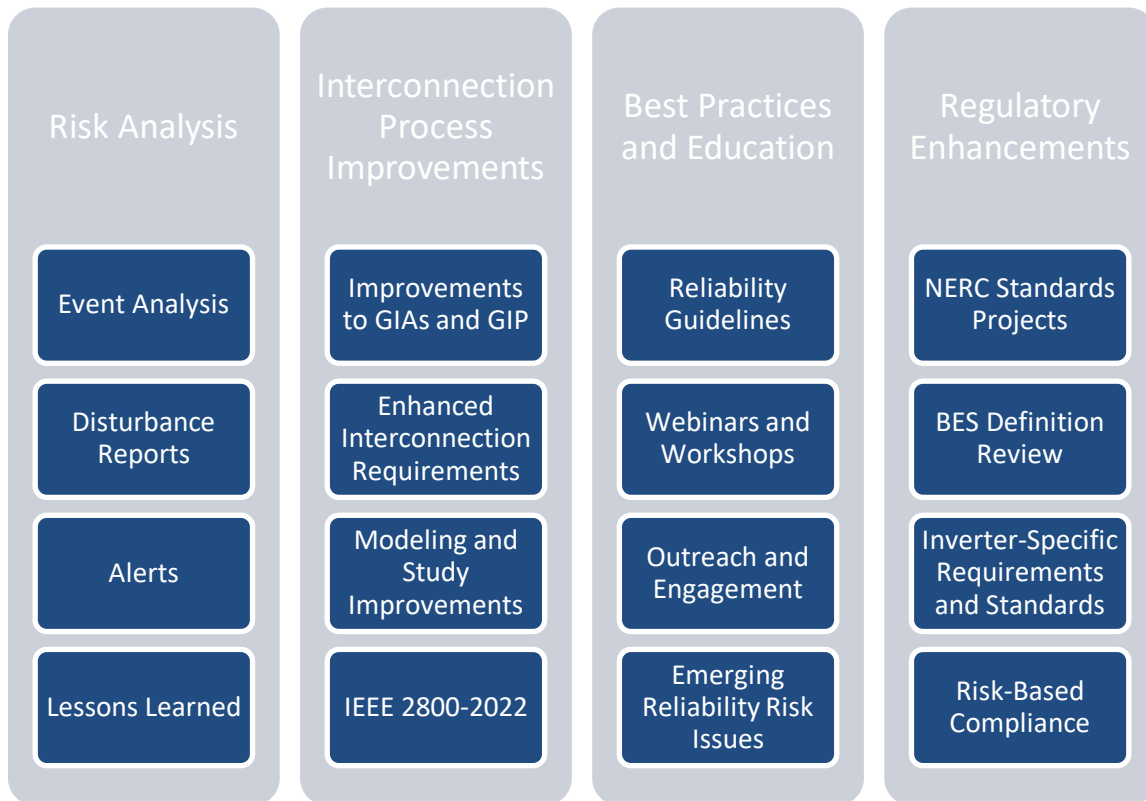 Risk Analysis
Event Analysis
Disturbance
Reports
Alerts
Lessons Learned
Interconnection
Process
Improvements
Improvements
to GIAs and GIP
Enhanced
Interconnection
Requirements
Modeling and
Study
Improvements
IEEE 2800-2022
Best Practices
and Education
Reliability
Guidelines
Webinars and
Workshops
Outreach and
Engagement
Emerging
Reliability Risk
Issues
Regulatory
Enhancements
NERC Standards
Projects
BES Definition
Review
Inverter-Specific
Requirements
and Standards
Risk-Based
Compliance